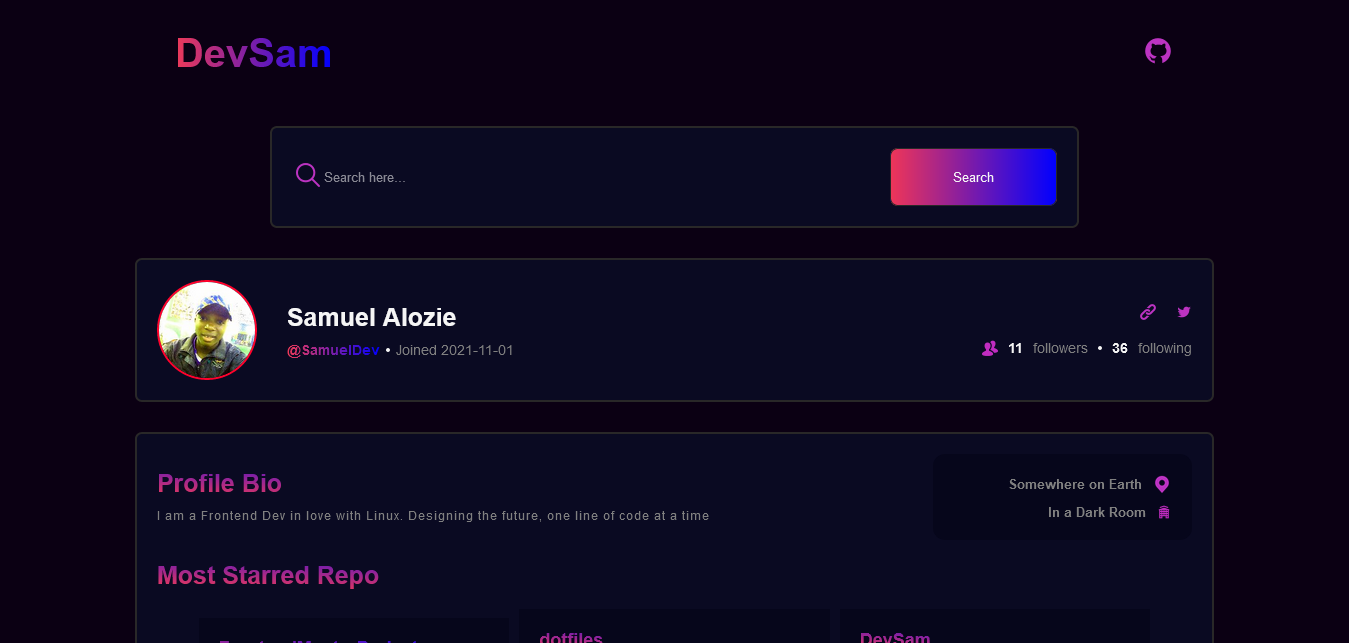 DevSam
Search here...
Search
Samuel Alozie
@SamuelDev • Joined 2021-11-01
11 followers • 36 following
Profile Bio
I am a Frontend Dev in love with Linux. Designing the future, one line of code at a time
Somewhere on Earth
In a Dark Room
Most Starred Repo
dotfiles
DevSam